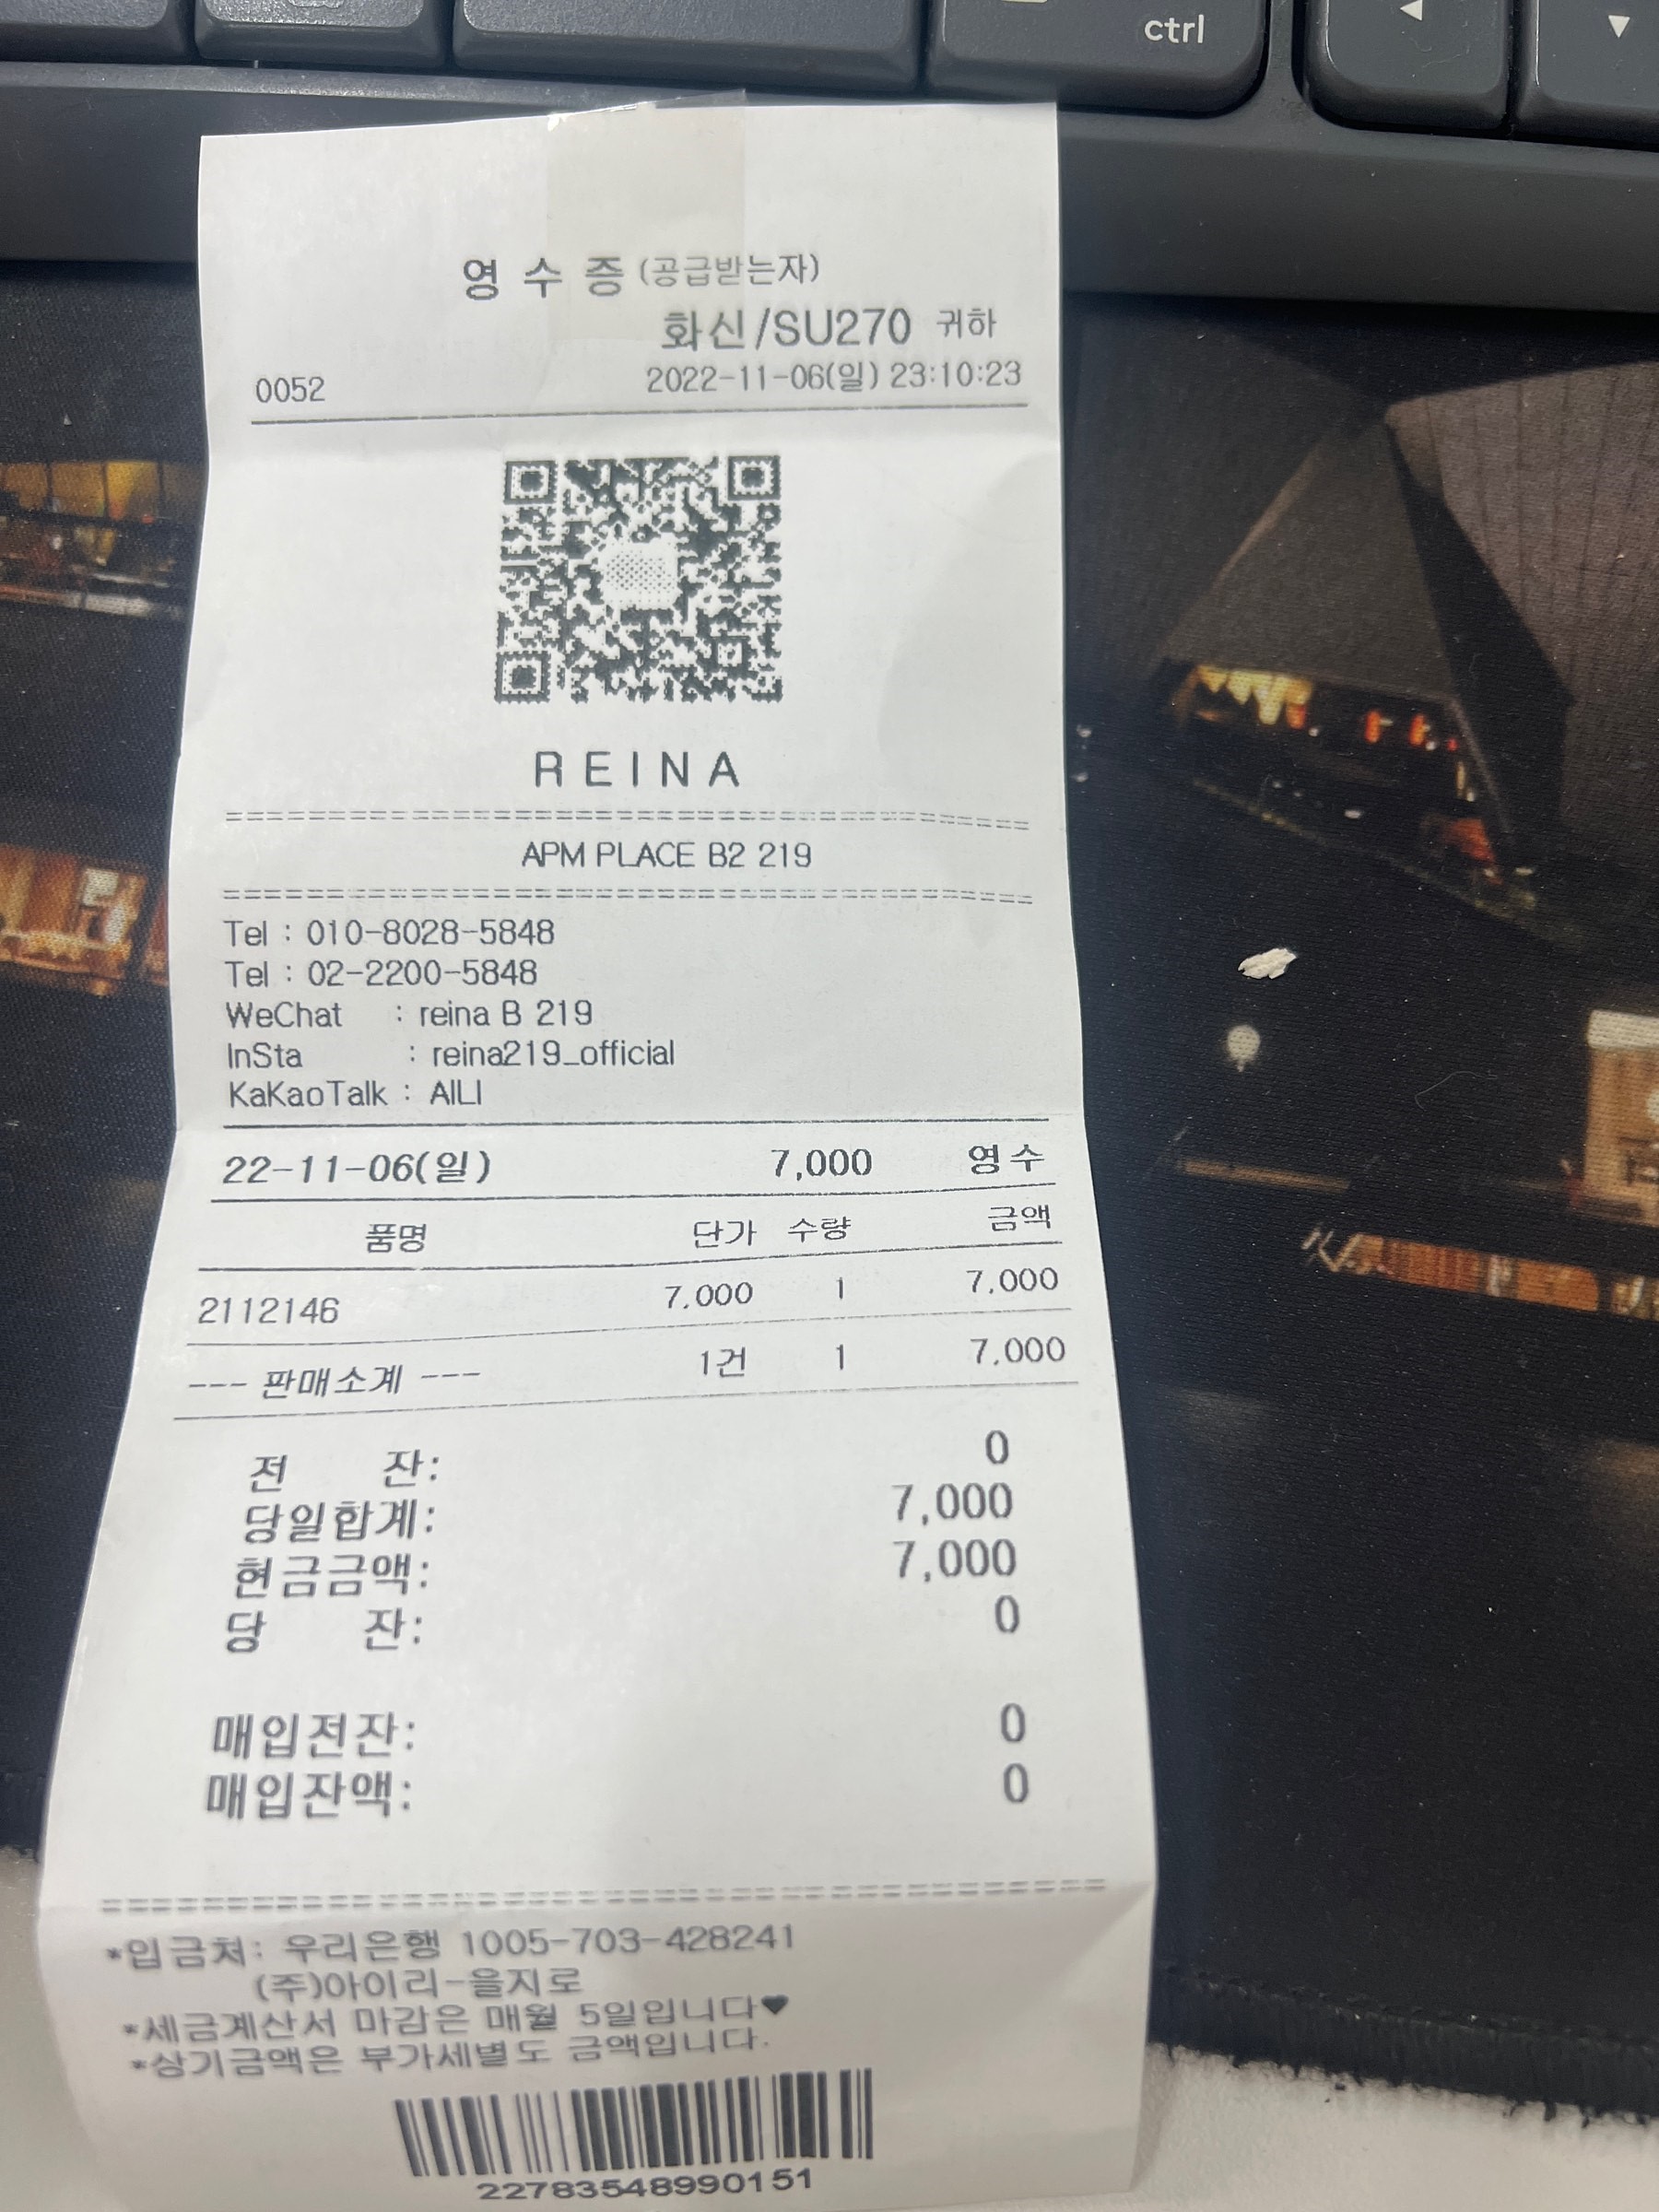 ctrl
영 수 증 (공급받는자)
화신/SU270 귀하
0052 2022-11-06(일) 23:10:23
REINA
==============================
APM PLACE B2 219
==============================
Tel : 010-8028-5848
Tel : 02-2200-5848
WeChat : reina B 219
InSta : reina219_official
KaKaoTalk : AILI
22-11-06(일) 7,000 영수
품명 단가 수량 금액
2112146 7,000 1 7,000
--- 판매소계 --- 1건 1 7,000
전 잔: 0
당일합계: 7,000
현금금액: 7,000
당 잔: 0
매입전잔: 0
매입잔액: 0
==============================
*입금처: 우리은행 1005-703-428241
(주)아이리-을지로
*세금계산서 마감은 매월 5일입니다♥
*상기금액은 부가세별도 금액입니다.
22783548990151